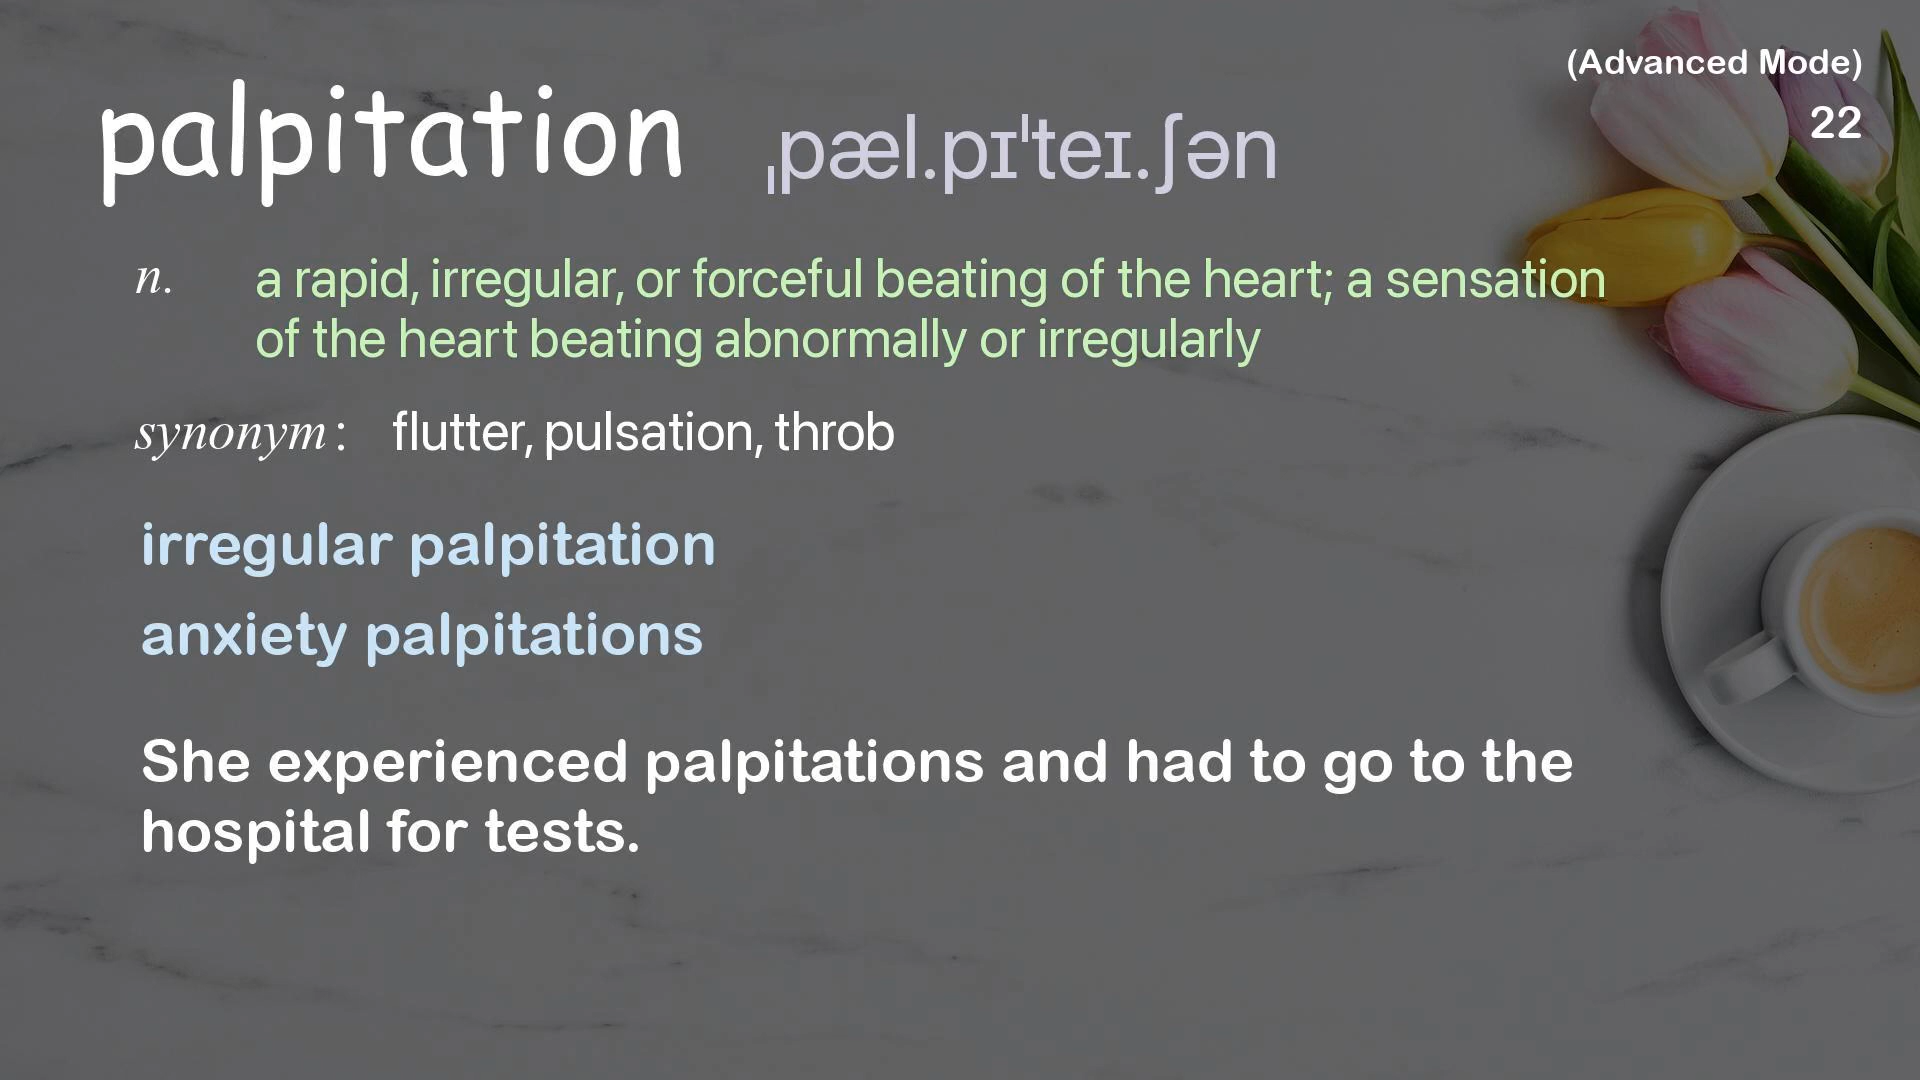 (Advanced Mode)
22
palpitation ˌpæl.pɪˈteɪ.ʃən
n. a rapid, irregular, or forceful beating of the heart; a sensation
of the heart beating abnormally or irregularly
synonym: flutter, pulsation, throb
irregular palpitation
anxiety palpitations
She experienced palpitations and had to go to the
hospital for tests.